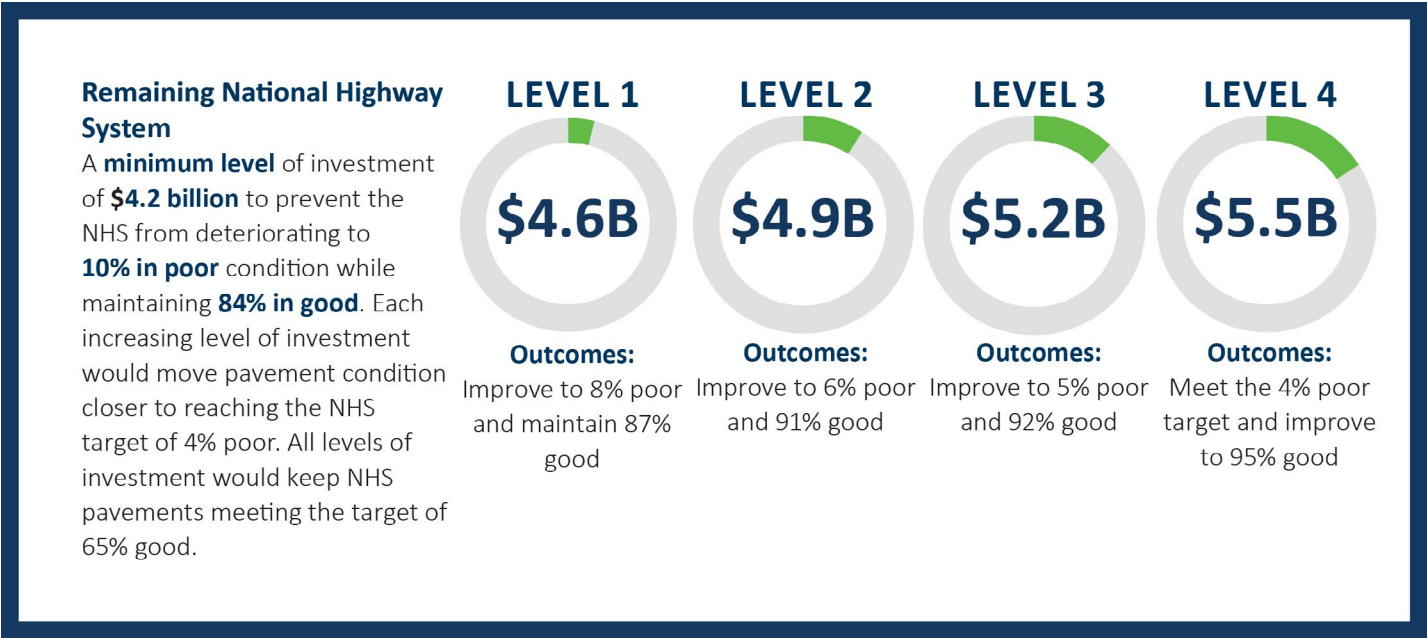 Remaining National Highway
System
A minimum level of investment
of $4.2 billion to prevent the
NHS from deteriorating to
10% in poor condition while
maintaining 84% in good. Each
increasing level of investment
would move pavement condition
closer to reaching the NHS
target of 4% poor. All levels of
investment would keep NHS
pavements meeting the target of
65% good.
LEVEL 1
$4.6B
Outcomes:
Improve to 8% poor
and maintain 87%
good
LEVEL 2
$4.9B
Outcomes:
Improve to 6% poor
and 91% good
LEVEL 3
$5.2B
Outcomes:
Improve to 5% poor
and 92% good
LEVEL 4
$5.5B
Outcomes:
Meet the 4% poor
target and improve
to 95% good